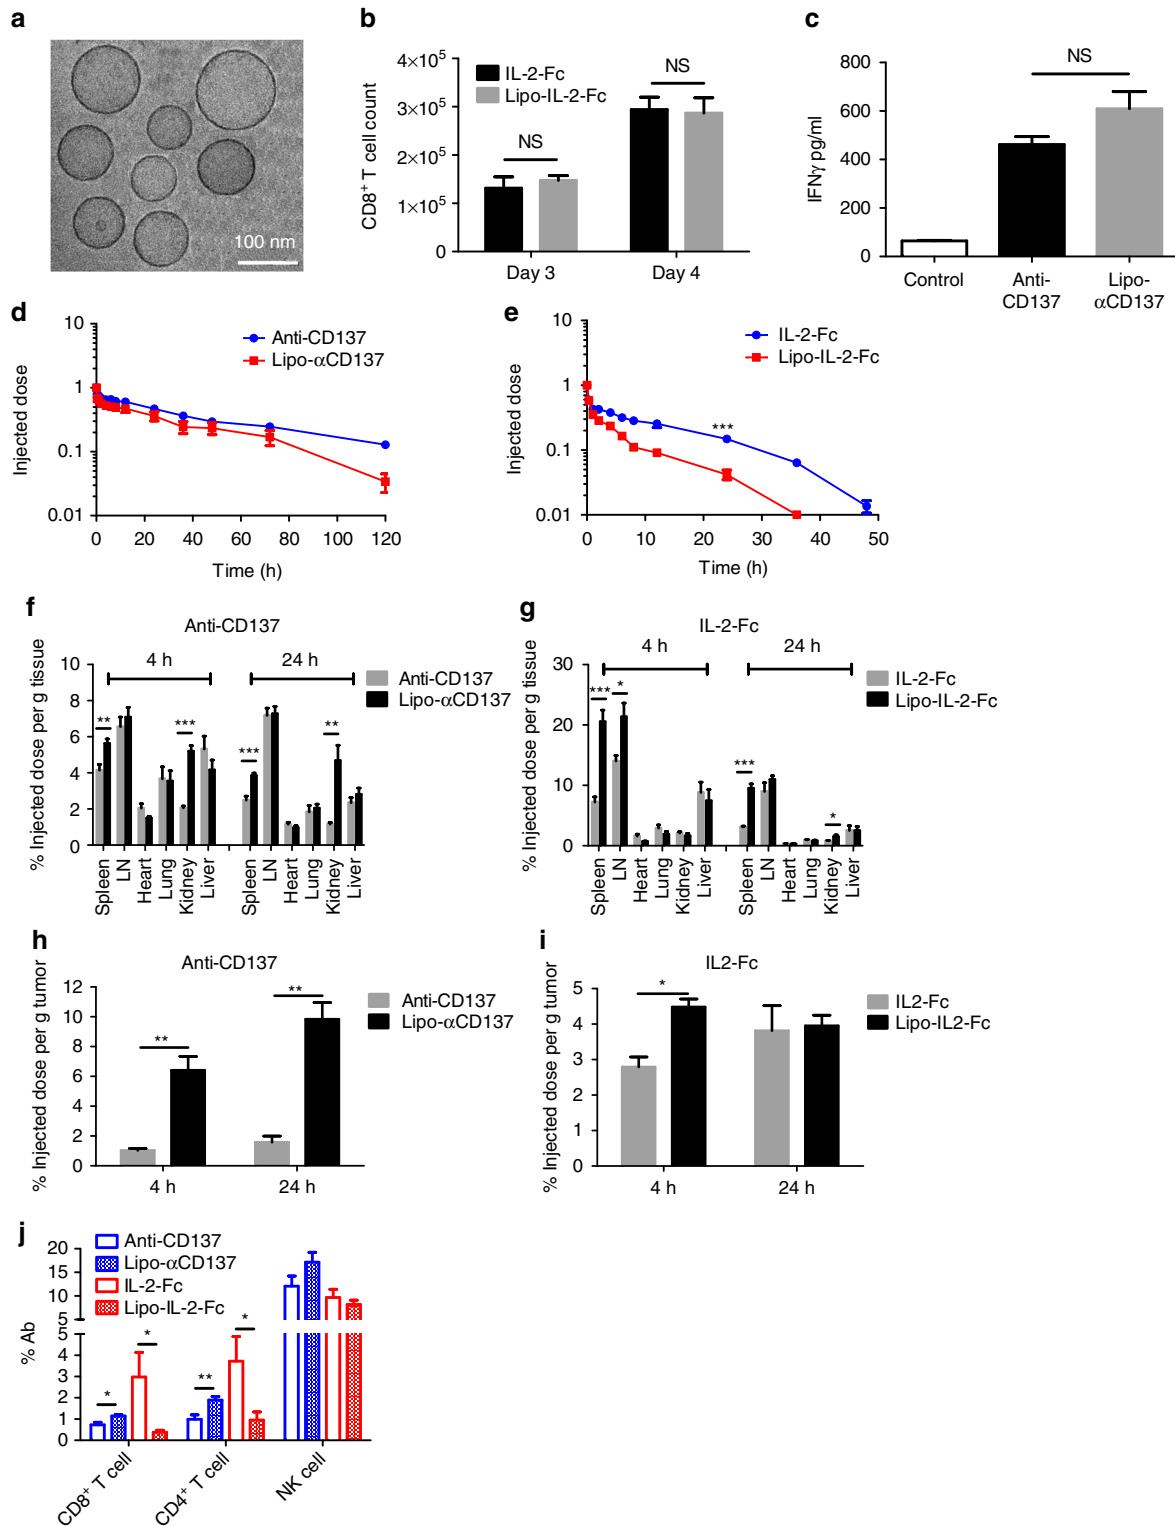 a
100 nm
b
CD8⁺ T cell count
4×10⁵
3×10⁵
2×10⁵
1×10⁵
0
IL-2-Fc
Lipo-IL-2-Fc
NS
NS
Day 3
Day 4
c
IFNγ pg/ml
800
600
400
200
0
NS
Control
Anti-
CD137
Lipo-
αCD137
d
Injected dose
10
1
0.1
0.01
Anti-CD137
Lipo-αCD137
0 20 40 60 80 100 120
Time (h)
e
Injected dose
10
1
0.1
0.01
IL-2-Fc
Lipo-IL-2-Fc
***
0 10 20 30 40 50
Time (h)
f
Anti-CD137
% Injected dose per g tissue
10
8
6
4
2
0
4 h
24 h
Anti-CD137
Lipo-αCD137
**
***
***
**
Spleen
LN
Heart
Lung
Kidney
Liver
Spleen
LN
Heart
Lung
Kidney
Liver
g
IL-2-Fc
% Injected dose per g tissue
30
20
10
0
4 h
24 h
IL-2-Fc
Lipo-IL-2-Fc
***
*
***
*
Spleen
LN
Heart
Lung
Kidney
Liver
Spleen
LN
Heart
Lung
Kidney
Liver
h
Anti-CD137
% Injected dose per g tumor
12
10
8
6
4
2
0
**
**
Anti-CD137
Lipo-αCD137
4 h
24 h
i
IL2-Fc
% Injected dose per g tumor
5
4
3
2
1
0
*
IL2-Fc
Lipo-IL2-Fc
4 h
24 h
j
% Ab
20
15
10
5
5
4
3
2
1
0
Anti-CD137
Lipo-αCD137
IL-2-Fc
Lipo-IL-2-Fc
*
*
**
*
CD8⁺ T cell
CD4⁺ T cell
NK cell